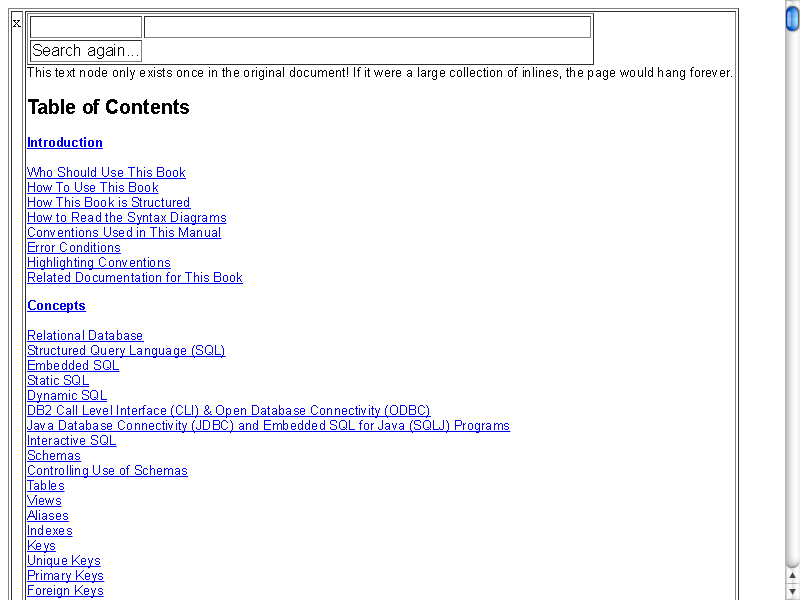 x
Search again...
This text node only exists once in the original document! If it were a large collection of inlines, the page would hang forever.
Table of Contents
Introduction
Who Should Use This Book
How To Use This Book
How This Book is Structured
How to Read the Syntax Diagrams
Conventions Used in This Manual
Error Conditions
Highlighting Conventions
Related Documentation for This Book
Concepts
Relational Database
Structured Query Language (SQL)
Embedded SQL
Static SQL
Dynamic SQL
DB2 Call Level Interface (CLI) & Open Database Connectivity (ODBC)
Java Database Connectivity (JDBC) and Embedded SQL for Java (SQLJ) Programs
Interactive SQL
Schemas
Controlling Use of Schemas
Tables
Views
Aliases
Indexes
Keys
Unique Keys
Primary Keys
Foreign Keys